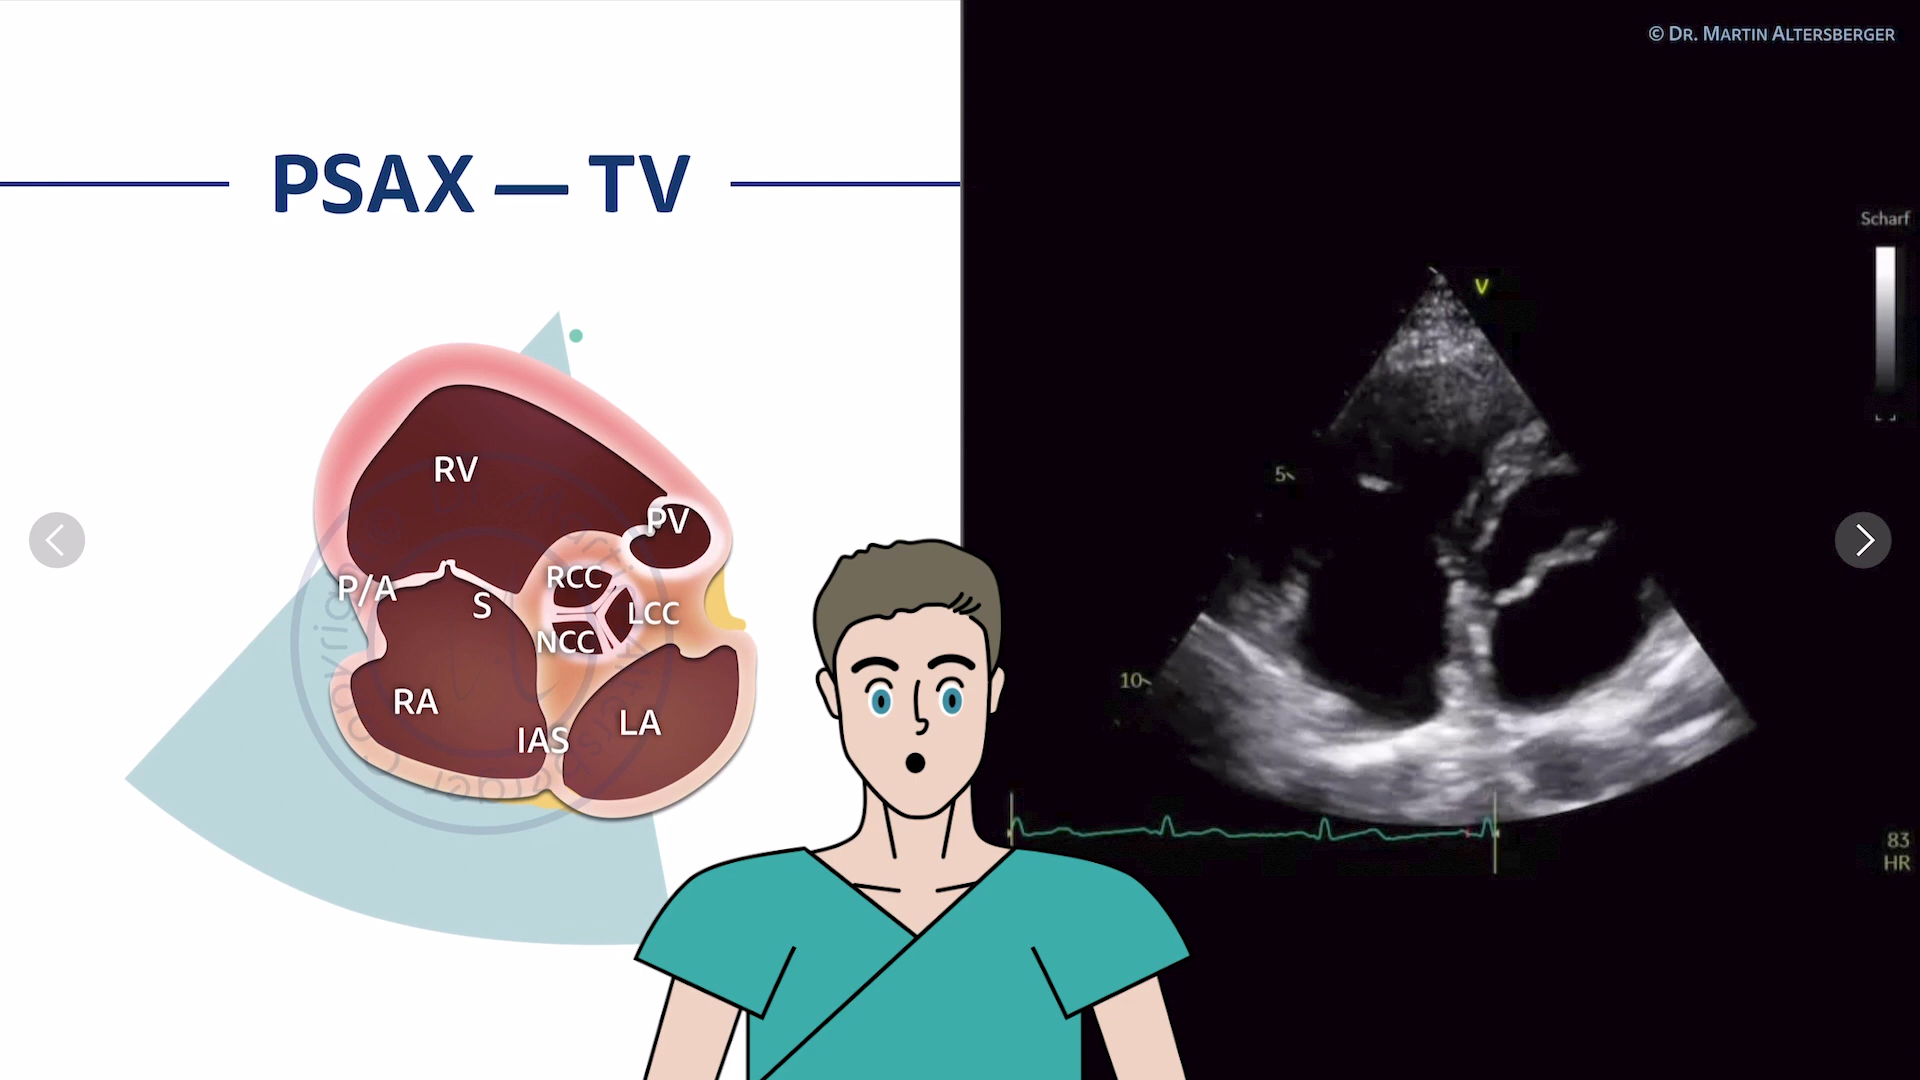 © DR. MARTIN ALTERSBERGER
PSAX — TV
Scharf
V
RV
5
PV
RCC
P/A
S
LCC
NCC
RA
LA
IAS
10
83
HR